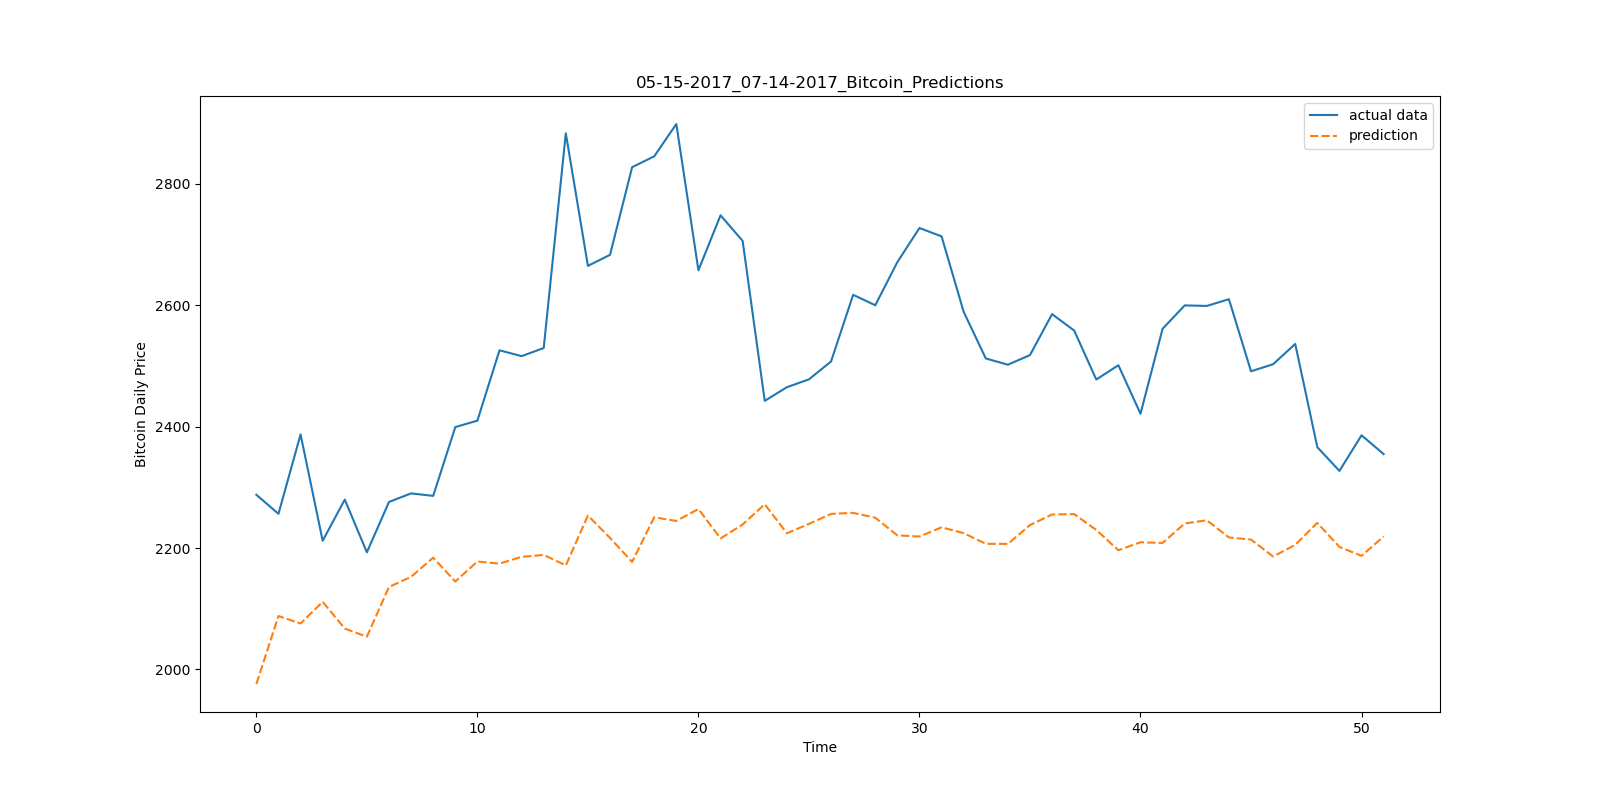 05-15-2017_07-14-2017_Bitcoin_Predictions
actual data
prediction
Bitcoin Daily Price
2800
2600
2400
2200
2000
0 10 20 30 40 50
Time